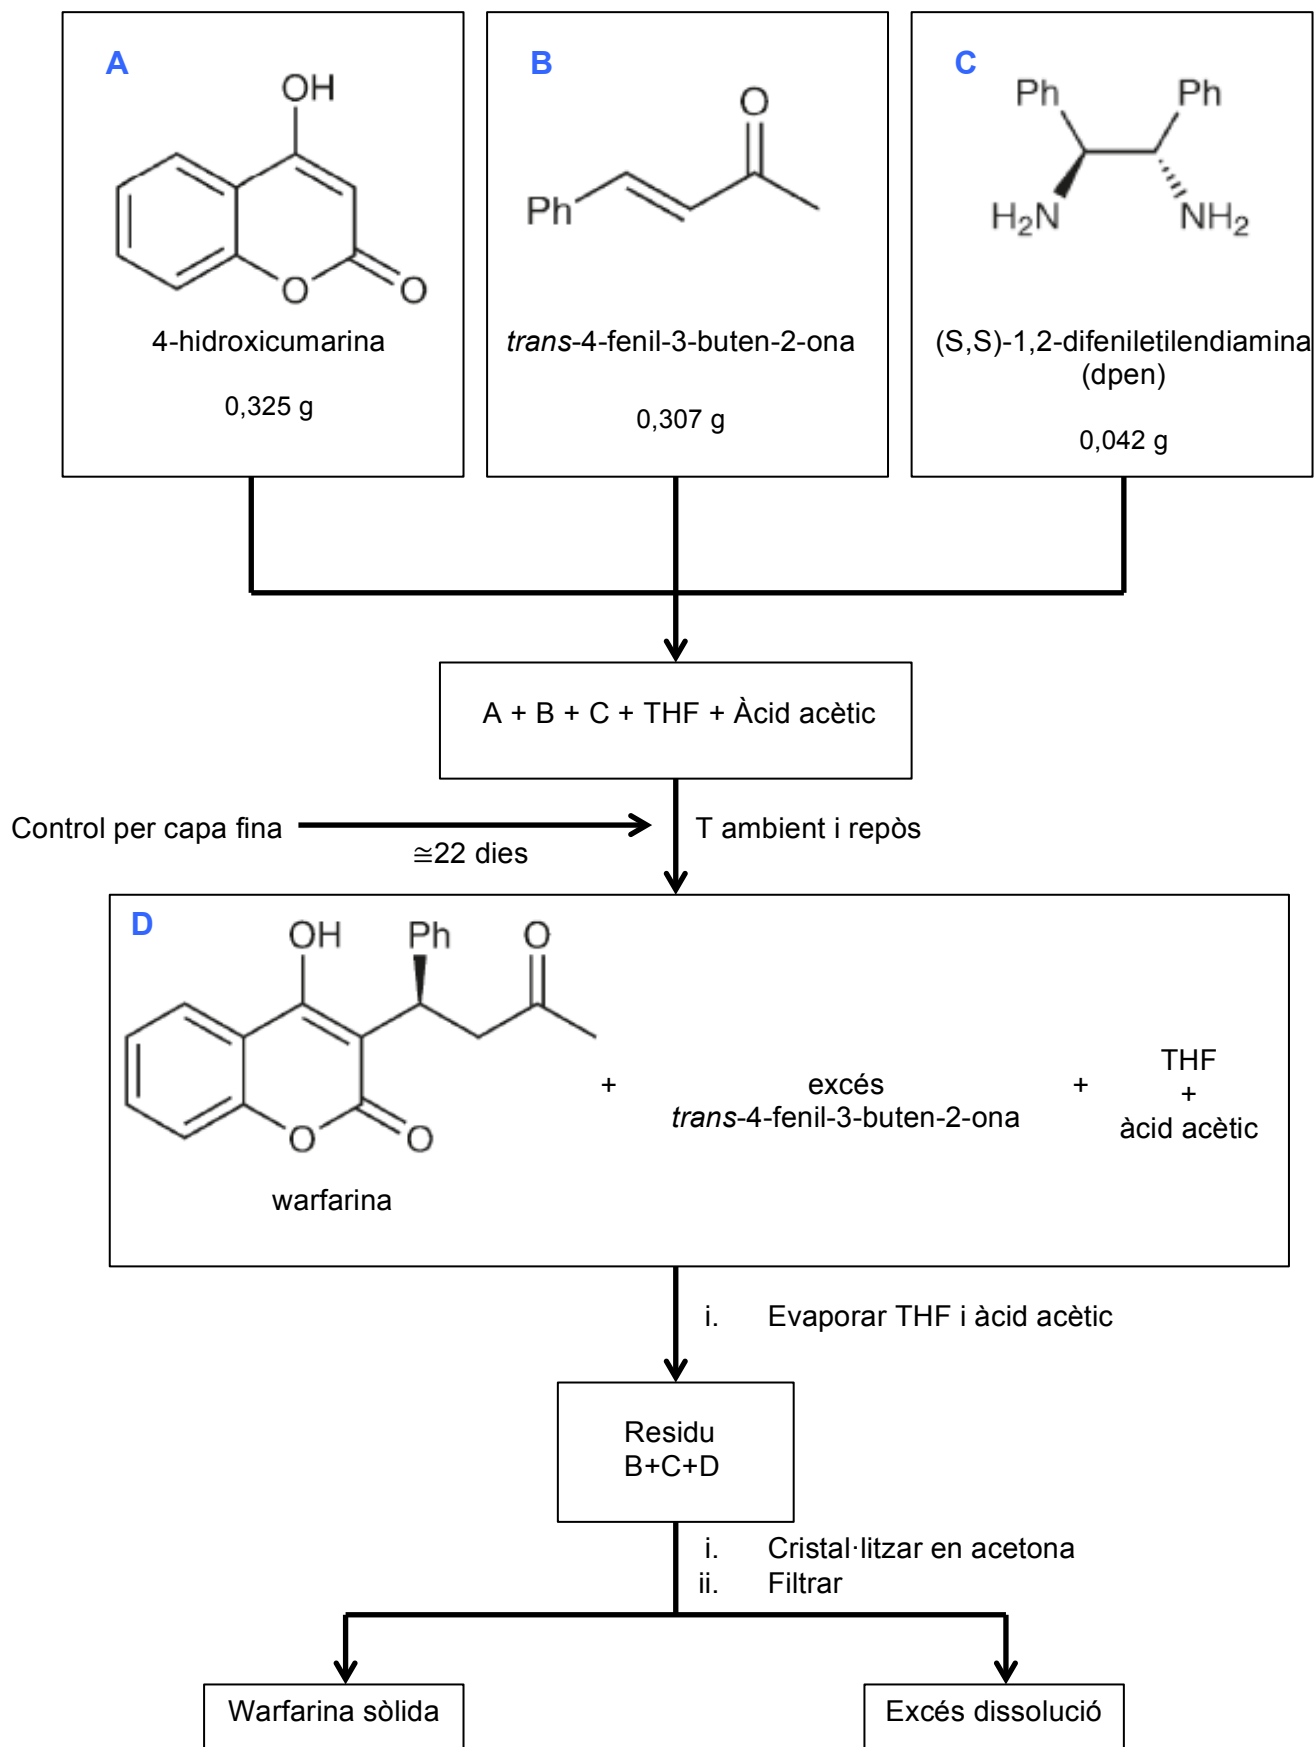 A
OH
O
O
4-hidroxicumarina
0,325 g
B
O
Ph
trans-4-fenil-3-buten-2-ona
0,307 g
C
Ph
Ph
H2N
NH2
(S,S)-1,2-difeniletilendiamina
(dpen)
0,042 g
A + B + C + THF + Àcid acètic
Control per capa fina
≅22 dies
T ambient i repòs
D
OH
Ph
O
O
O
warfarina
+
excés
trans-4-fenil-3-buten-2-ona
+
THF
+
àcid acètic
i. Evaporar THF i àcid acètic
Residu
B+C+D
i. Cristal·litzar en acetona
ii. Filtrar
Warfarina sòlida
Excés dissolució